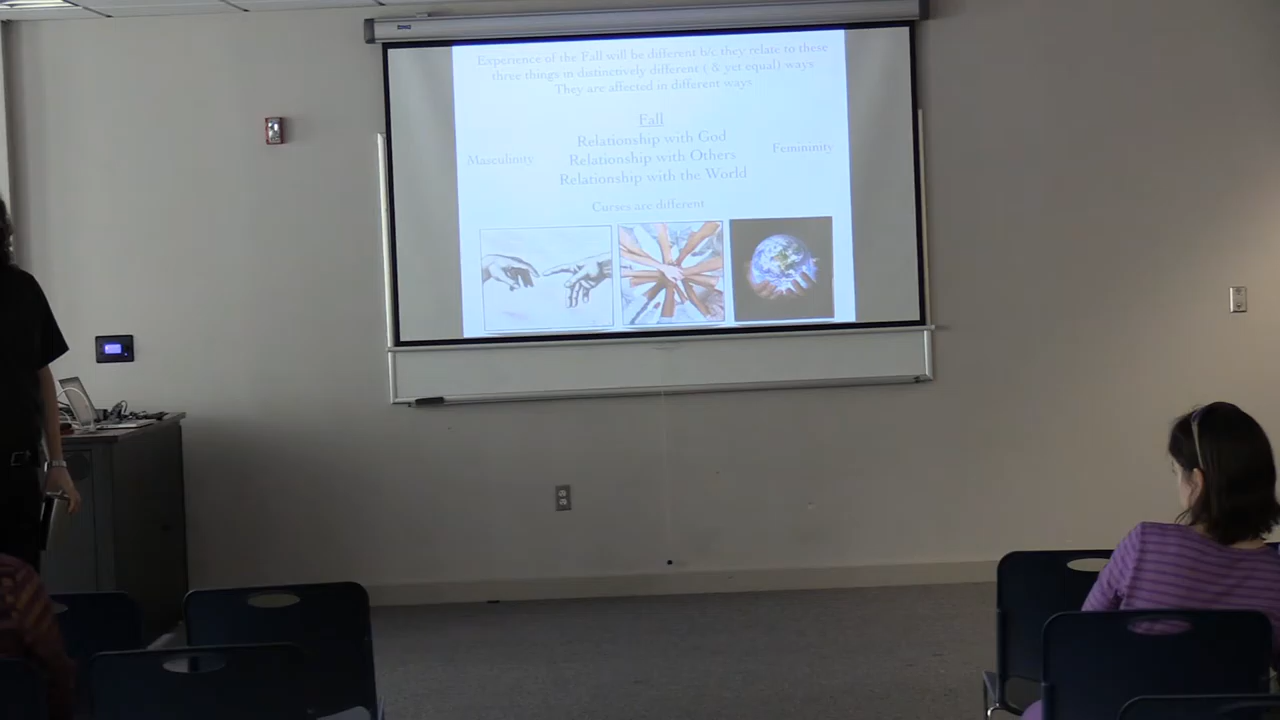 Experience of the Fall will be different b/c they relate to these
three things in distinctively different ( & yet equal) ways
They are affected in different ways
Fall
Relationship with God
Masculinity
Relationship with Others
Femininity
Relationship with the World
Curses are different